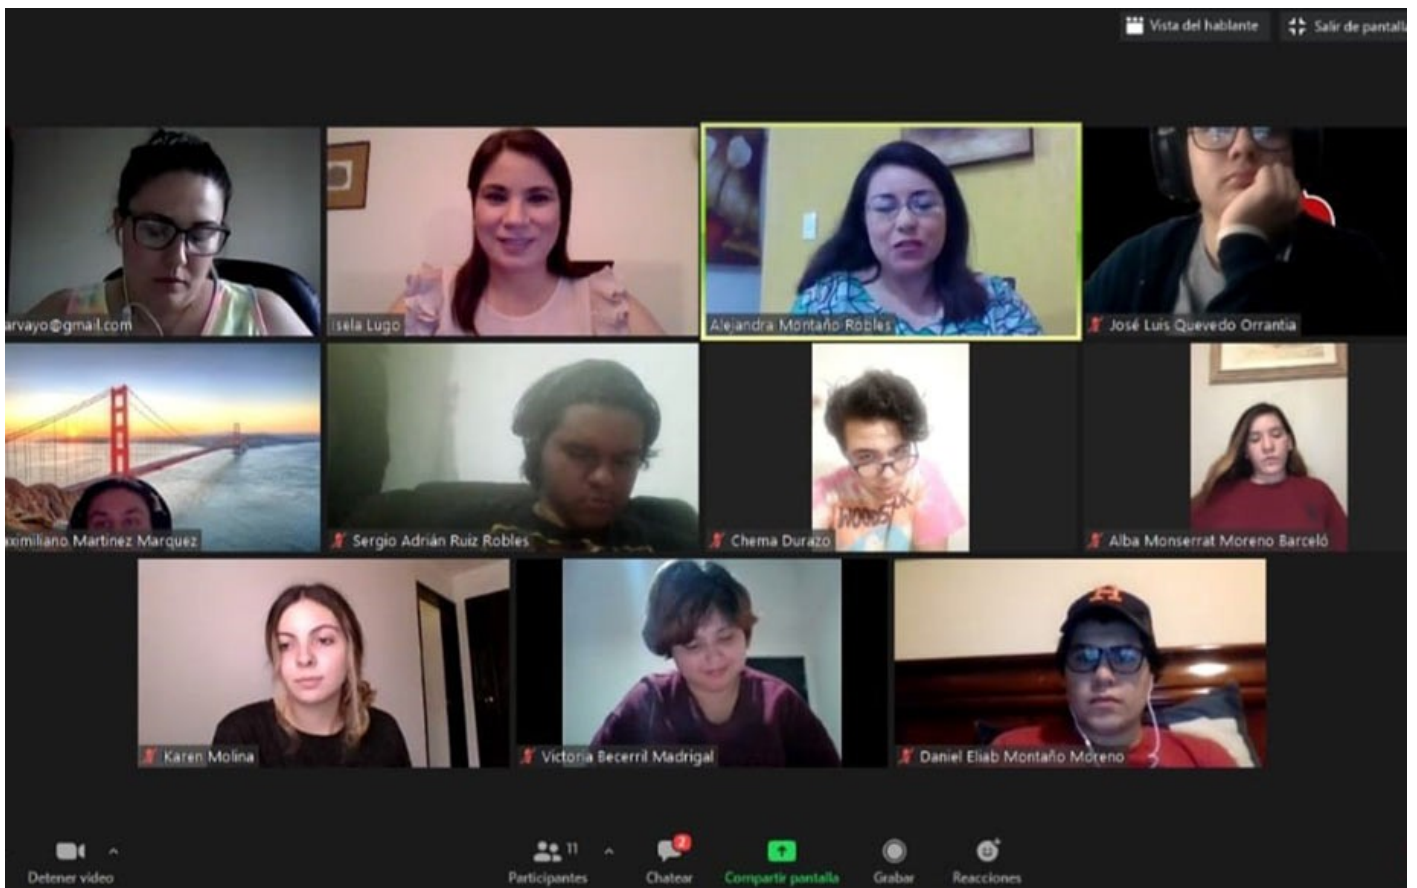 Vista del hablante
Salir de pantalla
arvayo@gmail.com
Isela Lugo
Alejandra Montaño Robles
José Luis Quevedo Orrantia
aximiliano Martinez Marquez
Sergio Adrián Ruiz Robles
Chema Durazo
Alba Monserrat Moreno Barceló
Karen Molina
Victoria Becerril Madrigal
Daniel Eliab Montaño Moreno
Detener video
11
Participantes
2
Chatear
Compartir pantalla
Grabar
Reacciones